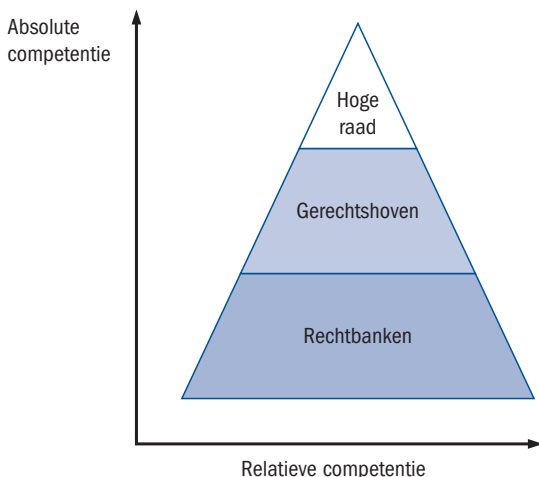 Absolute
competentie
Hoge
raad
Gerechtshoven
Rechtbanken
Relatieve competentie